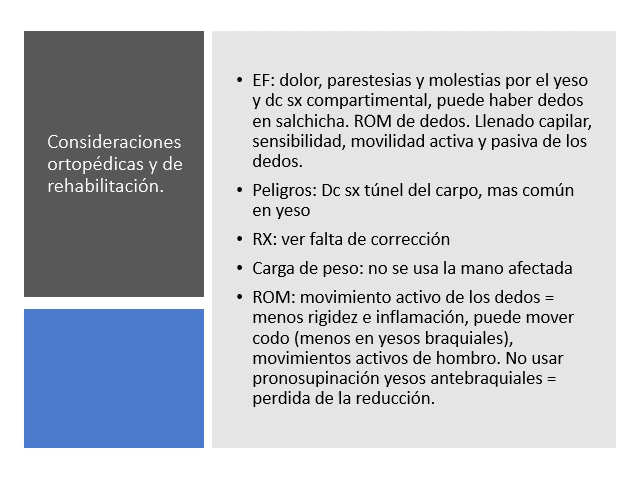 Consideraciones
ortopédicas y de
rehabilitación.
• EF: dolor, parestesias y molestias por el yeso
y dc sx compartimental, puede haber dedos
en salchicha. ROM de dedos. Llenado capilar,
sensibilidad, movilidad activa y pasiva de los
dedos.
• Peligros: Dc sx túnel del carpo, mas común
en yeso
• RX: ver falta de corrección
• Carga de peso: no se usa la mano afectada
• ROM: movimiento activo de los dedos =
menos rigidez e inflamación, puede mover
codo (menos en yesos braquiales),
movimientos activos de hombro. No usar
pronosupinación yesos antebraquiales =
perdida de la reducción.